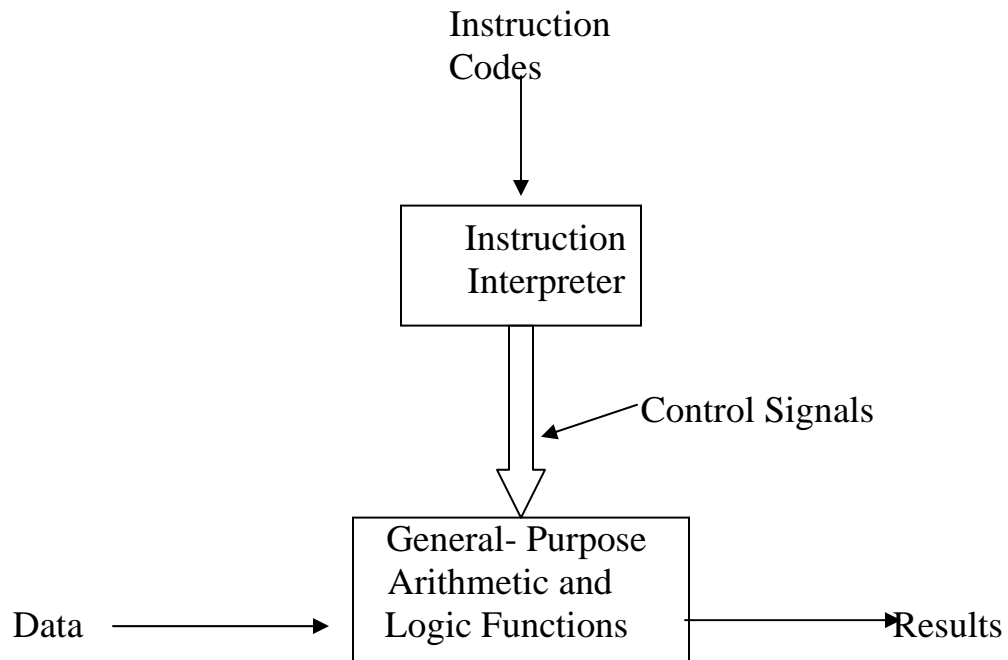 Instruction
Codes
Instruction
Interpreter
Control Signals
General- Purpose
Arithmetic and
Logic Functions
Data
Results